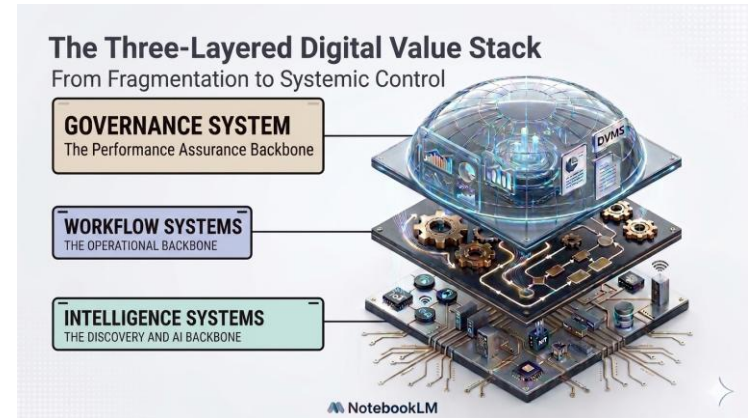 The Three-Layered Digital Value Stack
From Fragmentation to Systemic Control
GOVERNANCE SYSTEM
The Performance Assurance Backbone
DVMS
WORKFLOW SYSTEMS
THE OPERATIONAL BACKBONE
INTELLIGENCE SYSTEMS
THE DISCOVERY AND AI BACKBONE
NotebookLM